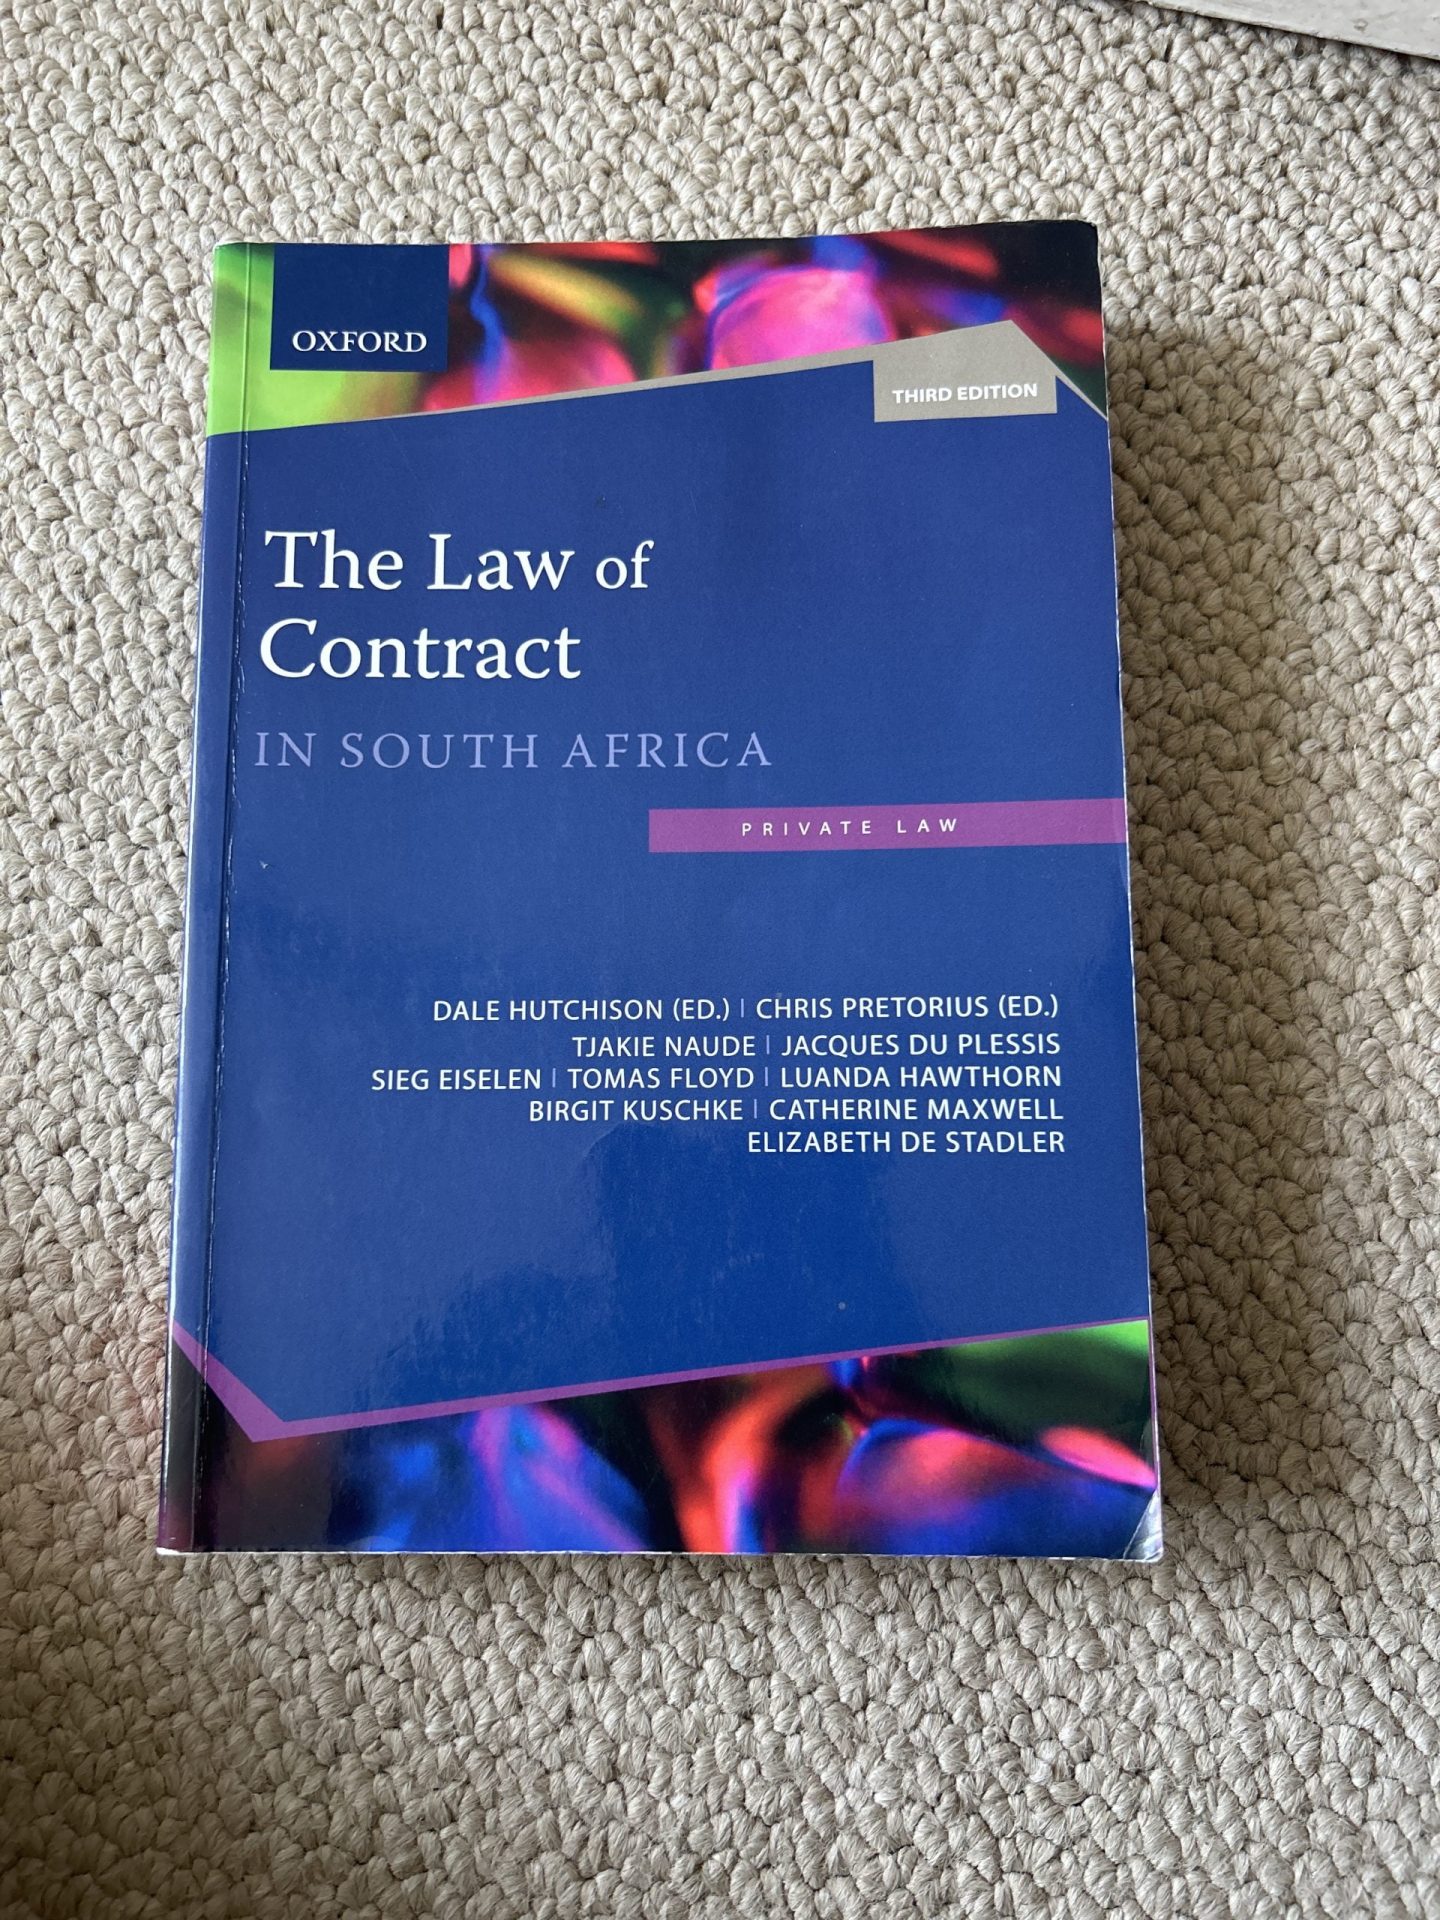 OXFORD
THIRD EDITION
The Law of
Contract
IN SOUTH AFRICA
PRIVATE LAW
DALE HUTCHISON (ED.) | CHRIS PRETORIUS (ED.)
TJAKIE NAUDE | JACQUES DU PLESSIS
SIEG EISELEN | TOMAS FLOYD | LUANDA HAWTHORN
BIRGIT KUSCHKE | CATHERINE MAXWELL
ELIZABETH DE STADLER